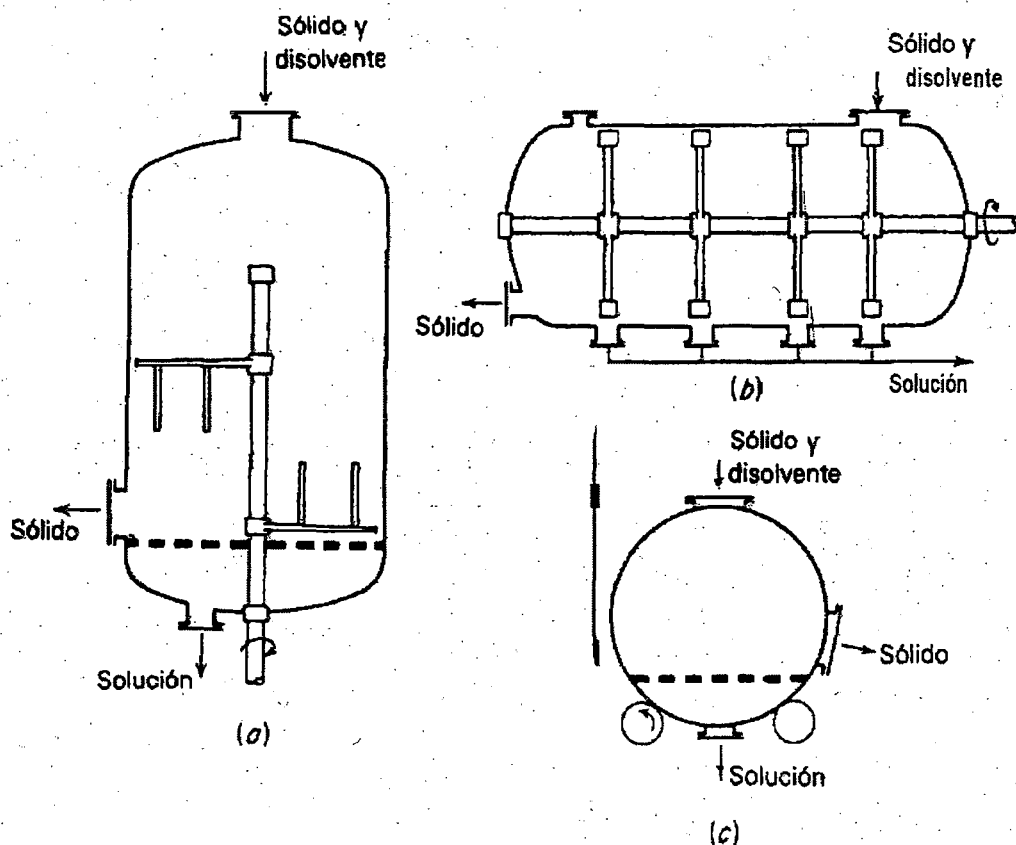 Sólido y
disolvente
Sólido
Solución
(a)
Sólido y
disolvente
Sólido
Solución
(b)
Sólido y
disolvente
Sólido
Solución
(c)